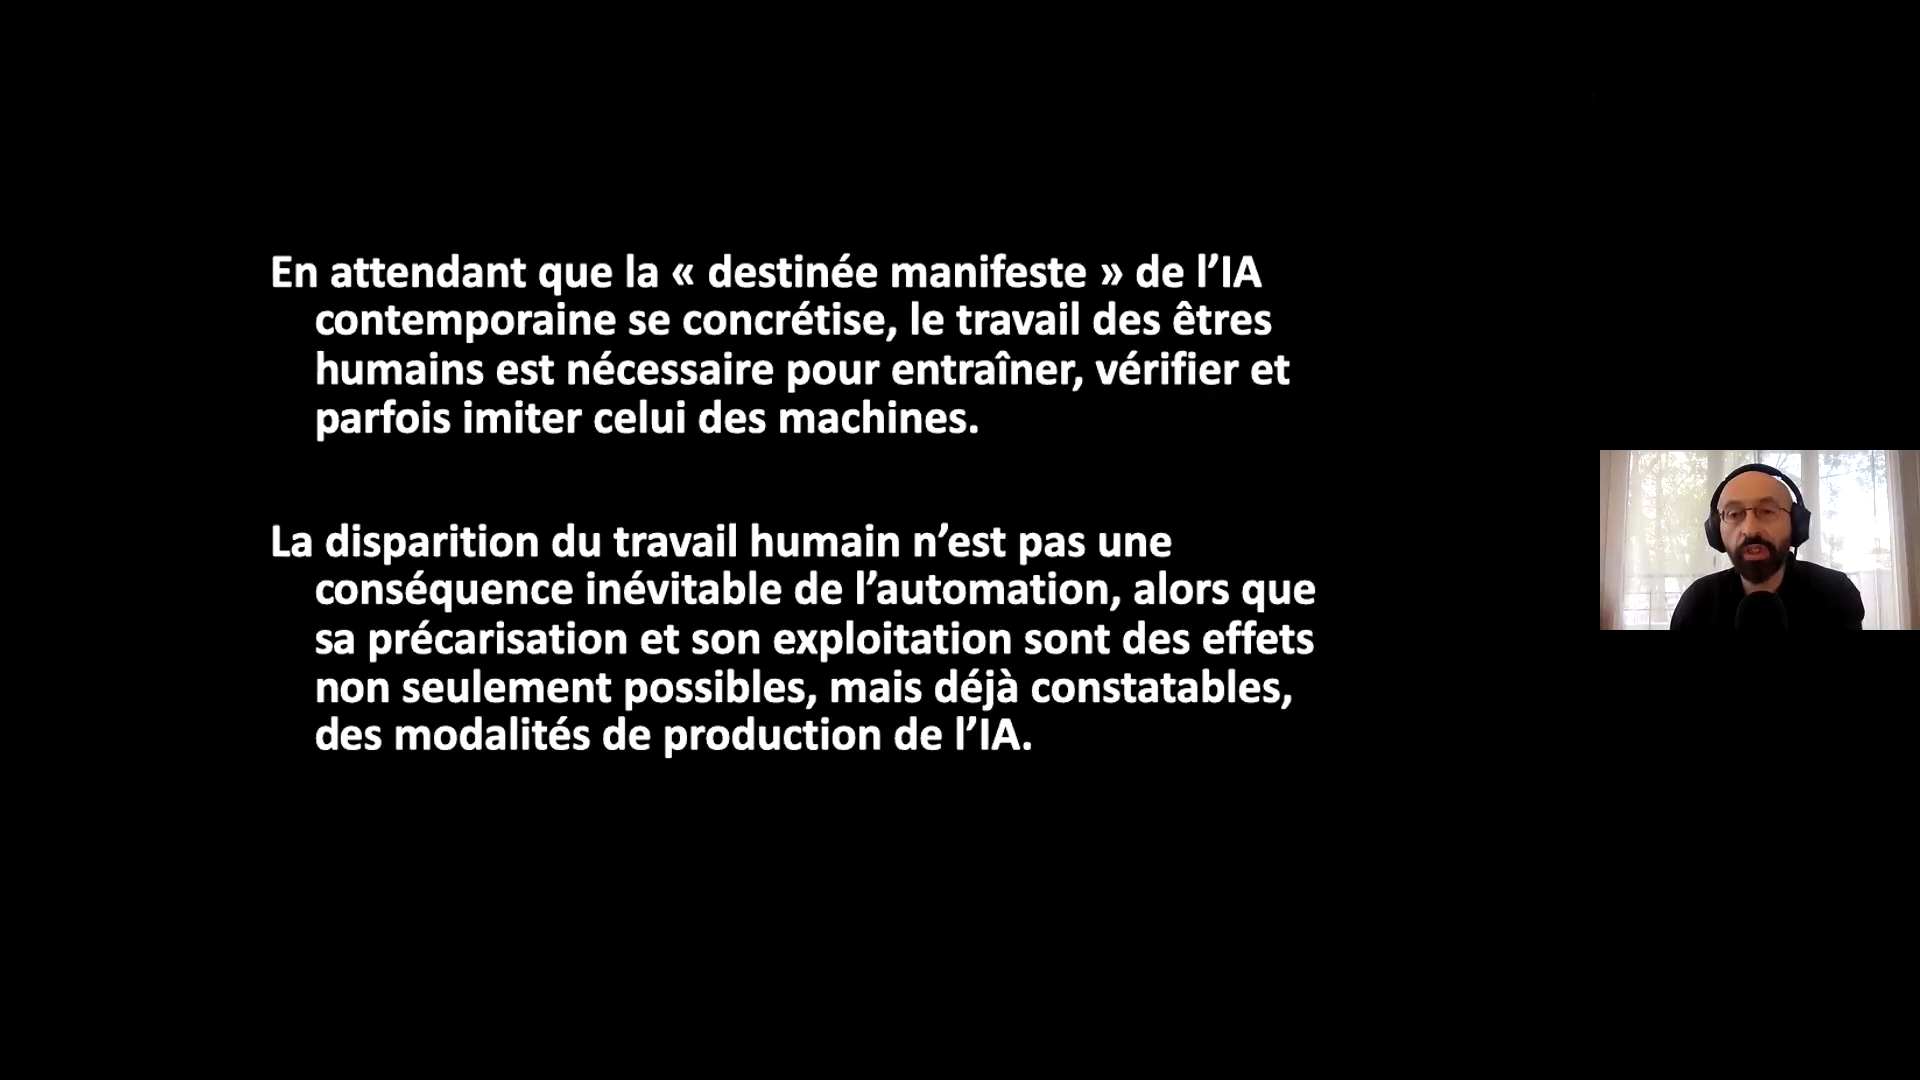 En attendant que la « destinée manifeste » de l’IA
contemporaine se concrétise, le travail des êtres
humains est nécessaire pour entraîner, vérifier et
parfois imiter celui des machines.
La disparition du travail humain n’est pas une
conséquence inévitable de l’automation, alors que
sa précarisation et son exploitation sont des effets
non seulement possibles, mais déjà constatables,
des modalités de production de l’IA.